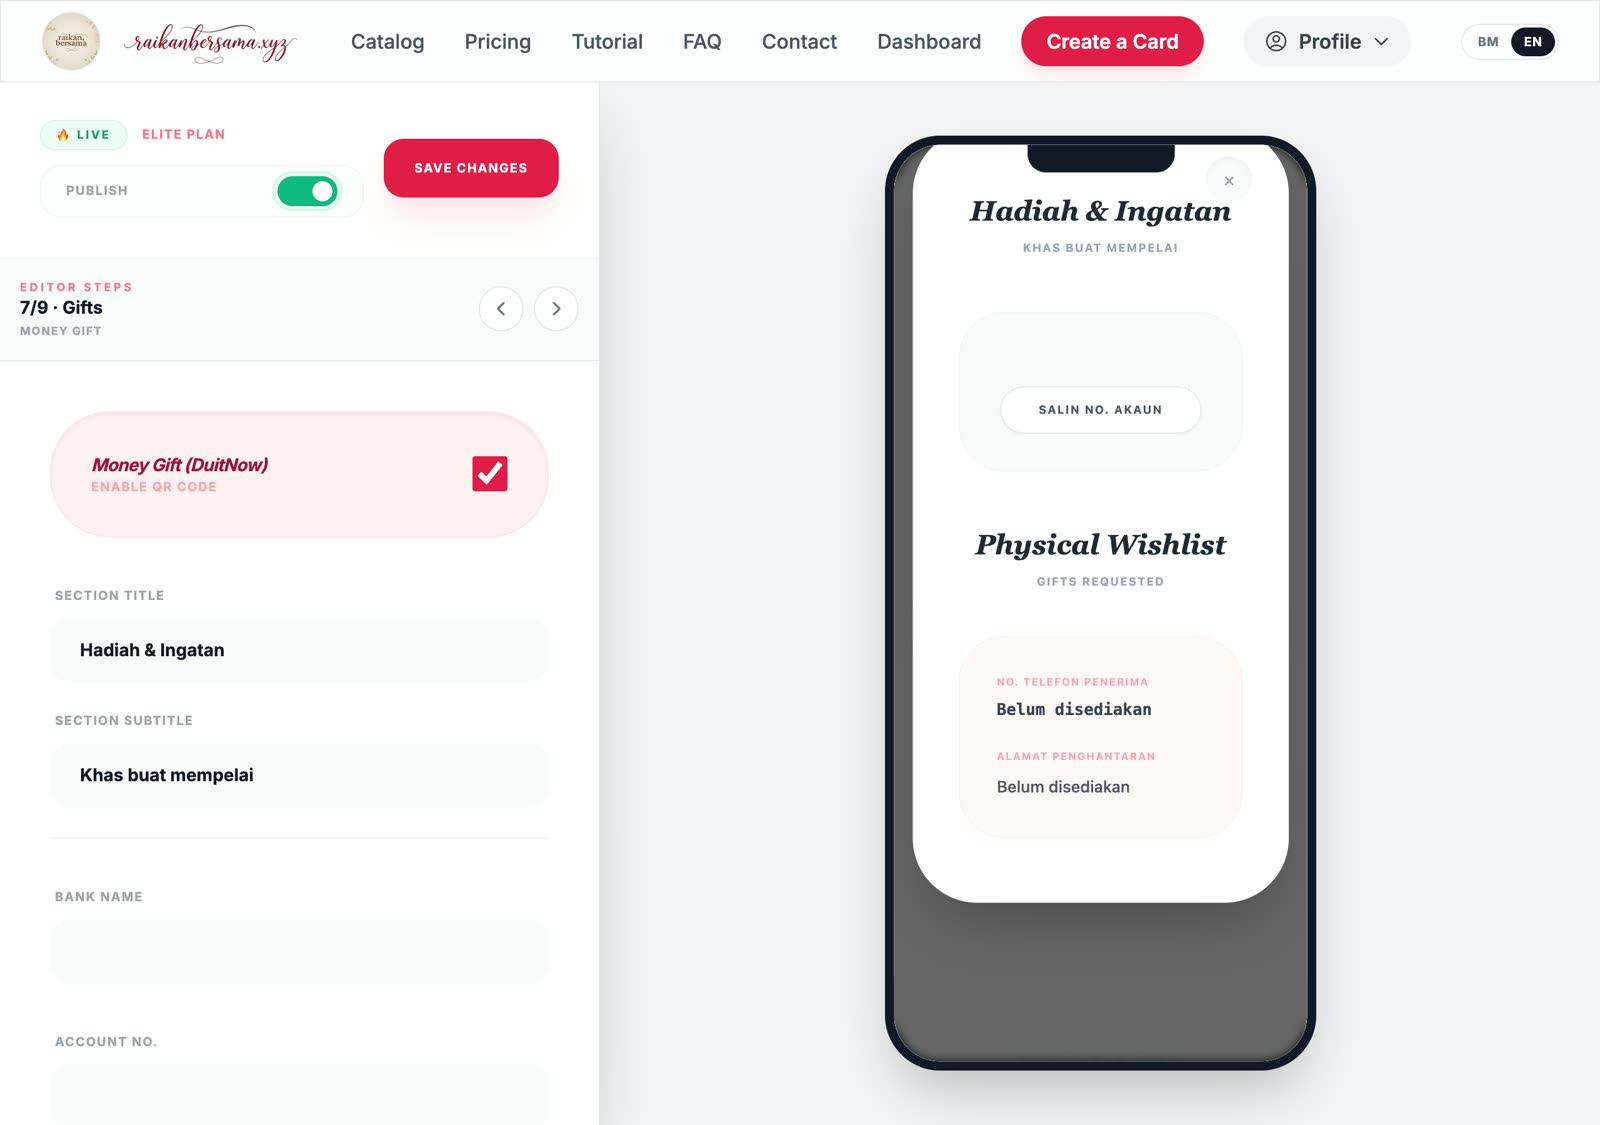 raikan
bersama
raikanbersama.xyz
Catalog
Pricing
Tutorial
FAQ
Contact
Dashboard
Create a Card
Profile
BM
EN
🔥 LIVE
ELITE PLAN
PUBLISH
SAVE CHANGES
EDITOR STEPS
7/9 · Gifts
MONEY GIFT
Money Gift (DuitNow)
ENABLE QR CODE
SECTION TITLE
Hadiah & Ingatan
SECTION SUBTITLE
Khas buat mempelai
BANK NAME
ACCOUNT NO.
Hadiah & Ingatan
KHAS BUAT MEMPELAI
SALIN NO. AKAUN
Physical Wishlist
GIFTS REQUESTED
NO. TELEFON PENERIMA
Belum disediakan
ALAMAT PENGHANTARAN
Belum disediakan